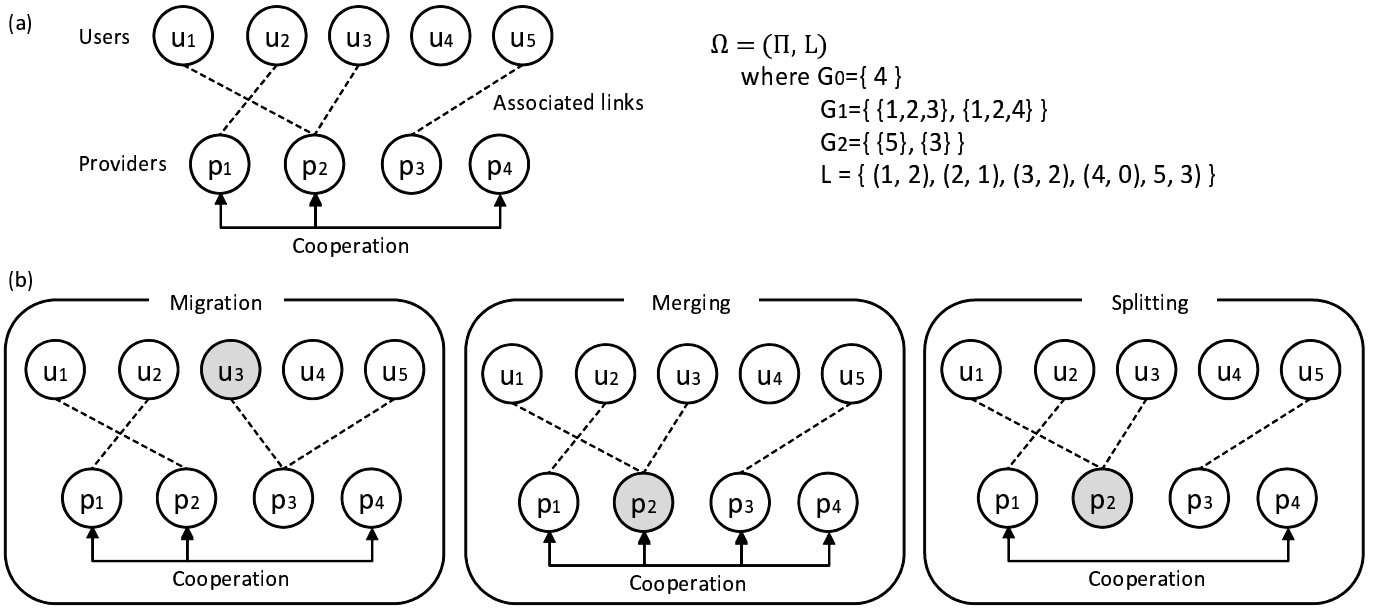 (a)
Users u1 u2 u3 u4 u5
Associated links
Providers p1 p2 p3 p4
Cooperation
Ω = (Π, L)
where G0={ 4 }
G1={ {1,2,3}, {1,2,4} }
G2={ {5}, {3} }
L = { (1, 2), (2, 1), (3, 2), (4, 0), 5, 3) }
(b)
Migration
u1 u2 u3 u4 u5
p1 p2 p3 p4
Cooperation
Merging
u1 u2 u3 u4 u5
p1 p2 p3 p4
Cooperation
Splitting
u1 u2 u3 u4 u5
p1 p2 p3 p4
Cooperation